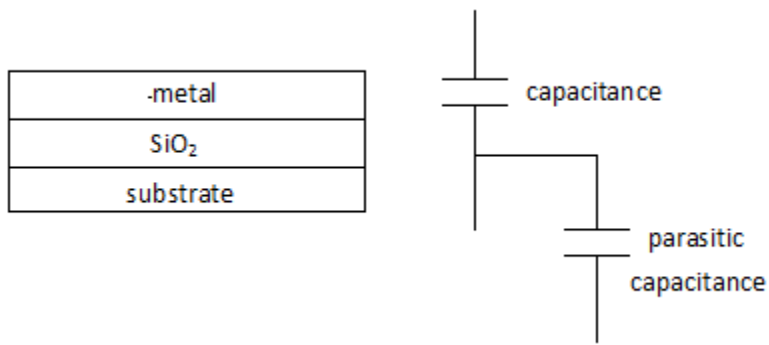 -metal
SiO₂
substrate
capacitance
parasitic
capacitance